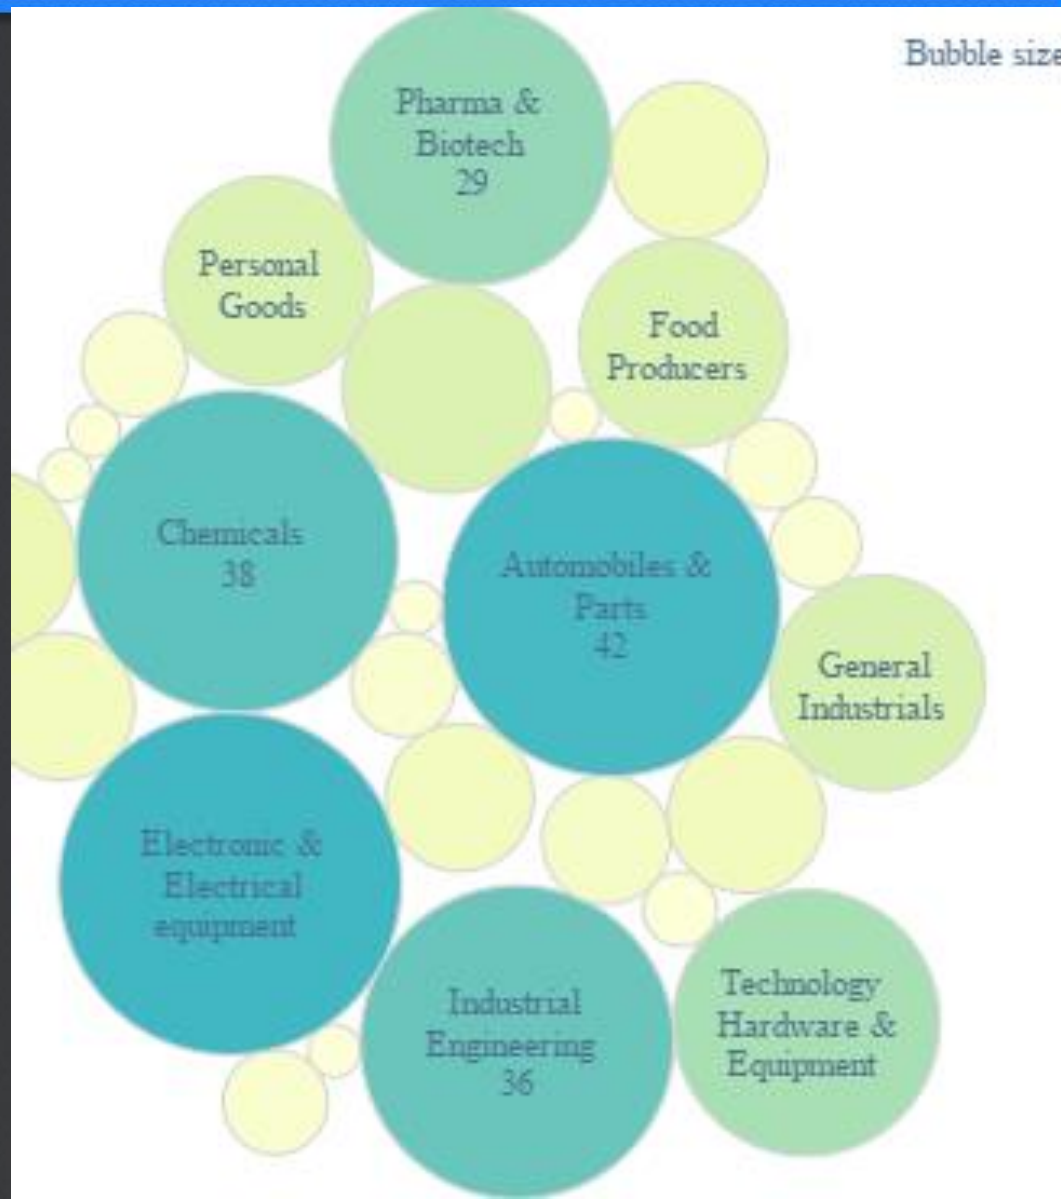 Bubble size
Pharma &
Biotech
29
Personal
Goods
Food
Producers
Chemicals
38
Automobiles &
Parts
42
General
Industrials
Electronic &
Electrical
equipment
Industrial
Engineering
36
Technology
Hardware &
Equipment